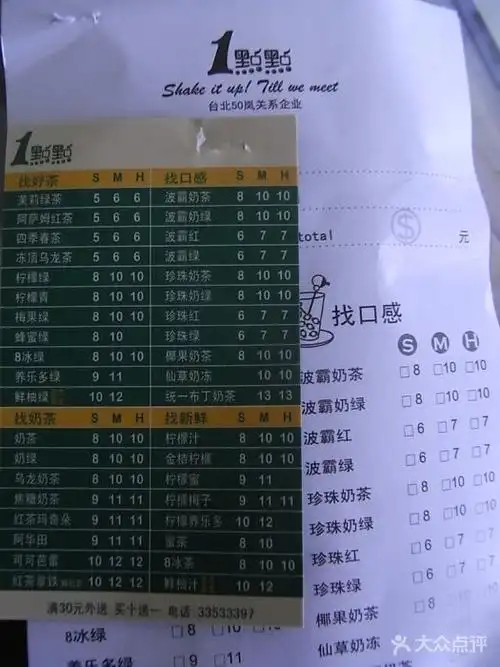 1點點
Shake it up! Till we meet
台北50岚关系企业
total 元
找口感
S M H
波霸奶茶 □8 □10 □10
波霸奶绿 □8 □10 □10
波霸红 □6 □7 □7
波霸绿 □6 □7 □7
珍珠奶茶 □8 □10 □10
珍珠奶绿 □8 □10 □10
珍珠红 □6 □7 □7
珍珠绿 □6 □7 □7
椰果奶茶 □8 □10
仙草奶冻
8冰绿 □8 □10 □10
养乐多绿 □9 □11
1點點
找好茶 S M H
茉莉绿茶 5 6 6
阿萨姆红茶 5 6 6
四季春茶 5 6 6
冻顶乌龙茶 5 6 6
柠檬绿 8 10 10
柠檬青 8 10 10
梅果绿 8 10 10
蜂蜜绿 8 10
8冰绿 8 10 10
养乐多绿 9 11
鲜柚绿 10 12
找口感 S M H
波霸奶茶 8 10 10
波霸奶绿 8 10 10
波霸红 6 7 7
波霸绿 6 7 7
珍珠奶茶 8 10 10
珍珠奶绿 8 10 10
珍珠红 6 7 7
珍珠绿 6 7 7
椰果奶茶 8 10 10
仙草奶冻 10 10
统一布丁奶茶 13 13
找奶茶 S M H
奶茶 8 10 10
奶绿 8 10 10
乌龙奶茶 8 10 10
焦糖奶茶 9 11 11
红茶玛奇朵 9 11 11
阿华田 9 11 11
可可芭蕾 10 12 12
红茶拿铁 10 12 12
找新鲜 S M H
柠檬汁 8 10 10
金桔柠檬 8 10 10
柠檬蜜 9 11
柠檬梅子 9 11 11
柠檬养乐多 10 12
蜜茶 8 10
8冰茶 8 10 10
鲜柚汁 10 12
满30元外送 买十送一 电话 33533397
大众点评